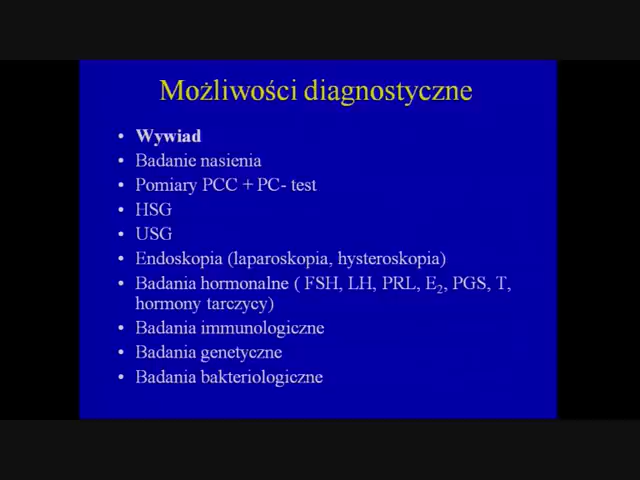 Możliwości diagnostyczne
• Wywiad
• Badanie nasienia
• Pomiary PCC + PC- test
• HSG
• USG
• Endoskopia (laparoskopia, hysteroskopia)
• Badania hormonalne ( FSH, LH, PRL, E₂, PGS, T,
hormony tarczycy)
• Badania immunologiczne
• Badania genetyczne
• Badania bakteriologiczne